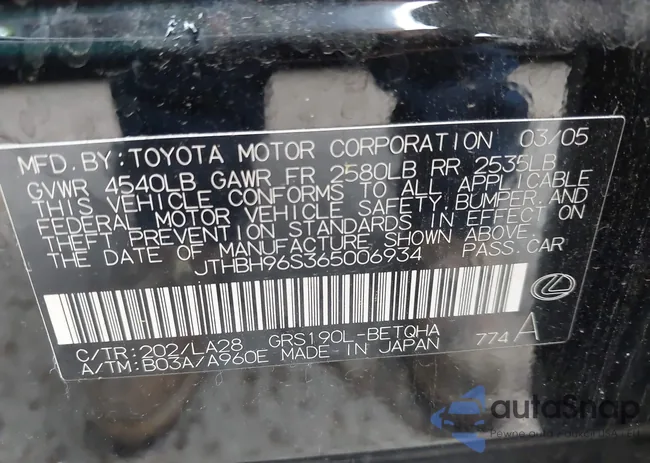 MFD. BY: TOYOTA MOTOR CORPORATION 03/05
GVWR 4540LB GAWR FR 2580LB RR 2535LB
THIS VEHICLE CONFORMS TO ALL APPLICABLE
FEDERAL MOTOR VEHICLE SAFETY, BUMPER, AND
THEFT PREVENTION STANDARDS IN EFFECT ON
THE DATE OF MANUFACTURE SHOWN ABOVE.
JTHBH96S365006934 PASS. CAR
C/TR: 202/LA28 GRS190L-BETQHA 774 A
A/TM: B03A/A960E MADE IN JAPAN
autoSnap